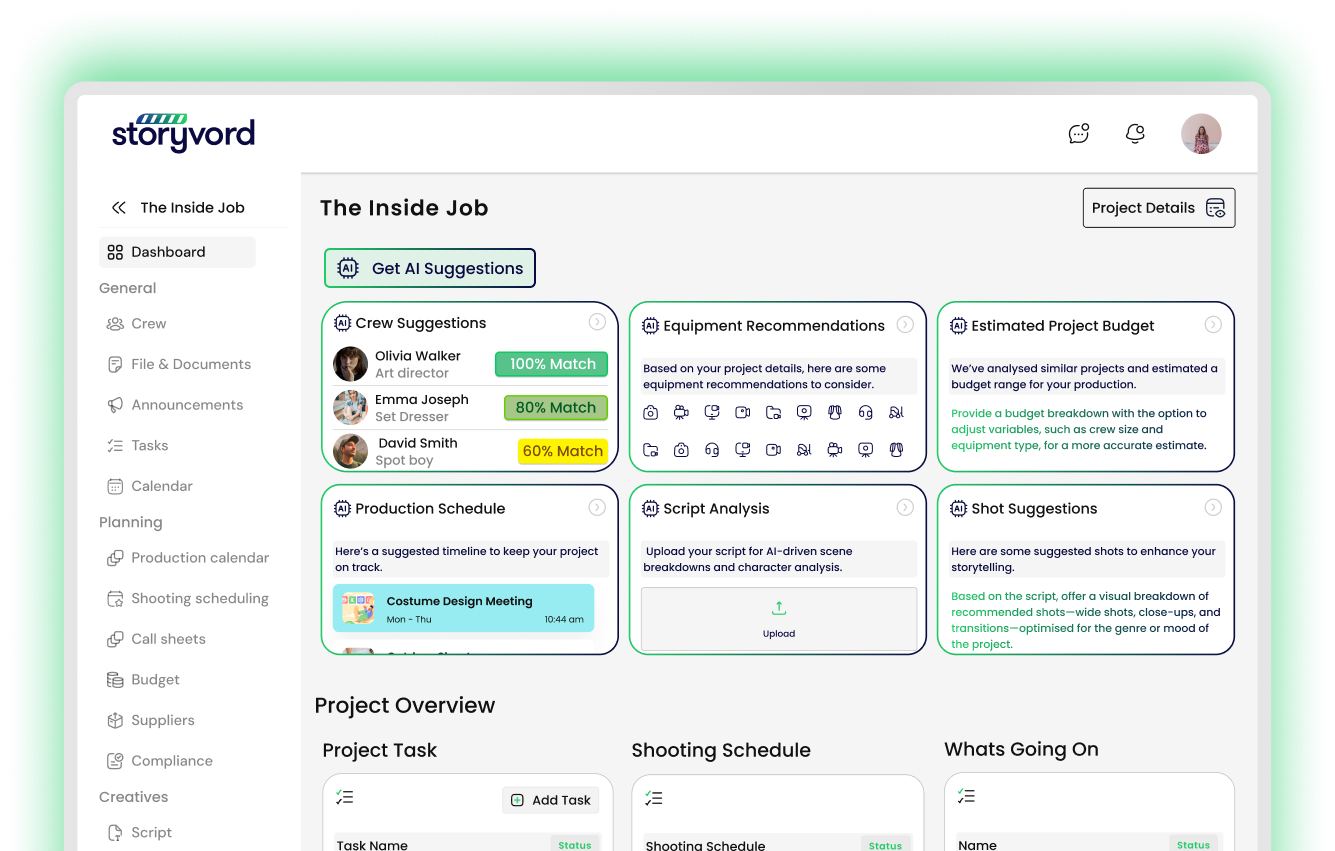 storyvord
The Inside Job
Dashboard
General
Crew
File & Documents
Announcements
Tasks
Calendar
Planning
Production calendar
Shooting scheduling
Call sheets
Budget
Suppliers
Compliance
Creatives
Script
The Inside Job
Project Details
AI Get AI Suggestions
AI Crew Suggestions
Olivia Walker
Art director
100% Match
Emma Joseph
Set Dresser
80% Match
David Smith
Spot boy
60% Match
AI Equipment Recommendations
Based on your project details, here are some
equipment recommendations to consider.
AI Estimated Project Budget
We've analysed similar projects and estimated a
budget range for your production.
Provide a budget breakdown with the option to
adjust variables, such as crew size and
equipment type, for a more accurate estimate.
AI Production Schedule
Here's a suggested timeline to keep your project
on track.
Costume Design Meeting
Mon - Thu
10:44 am
AI Script Analysis
Upload your script for AI-driven scene
breakdowns and character analysis.
Upload
AI Shot Suggestions
Here are some suggested shots to enhance your
storytelling.
Based on the script, offer a visual breakdown of
recommended shots—wide shots, close-ups, and
transitions—optimised for the genre or mood of
the project.
Project Overview
Project Task
Add Task
Task Name
Status
Shooting Schedule
Shooting Schedule
Status
Whats Going On
Name
Status